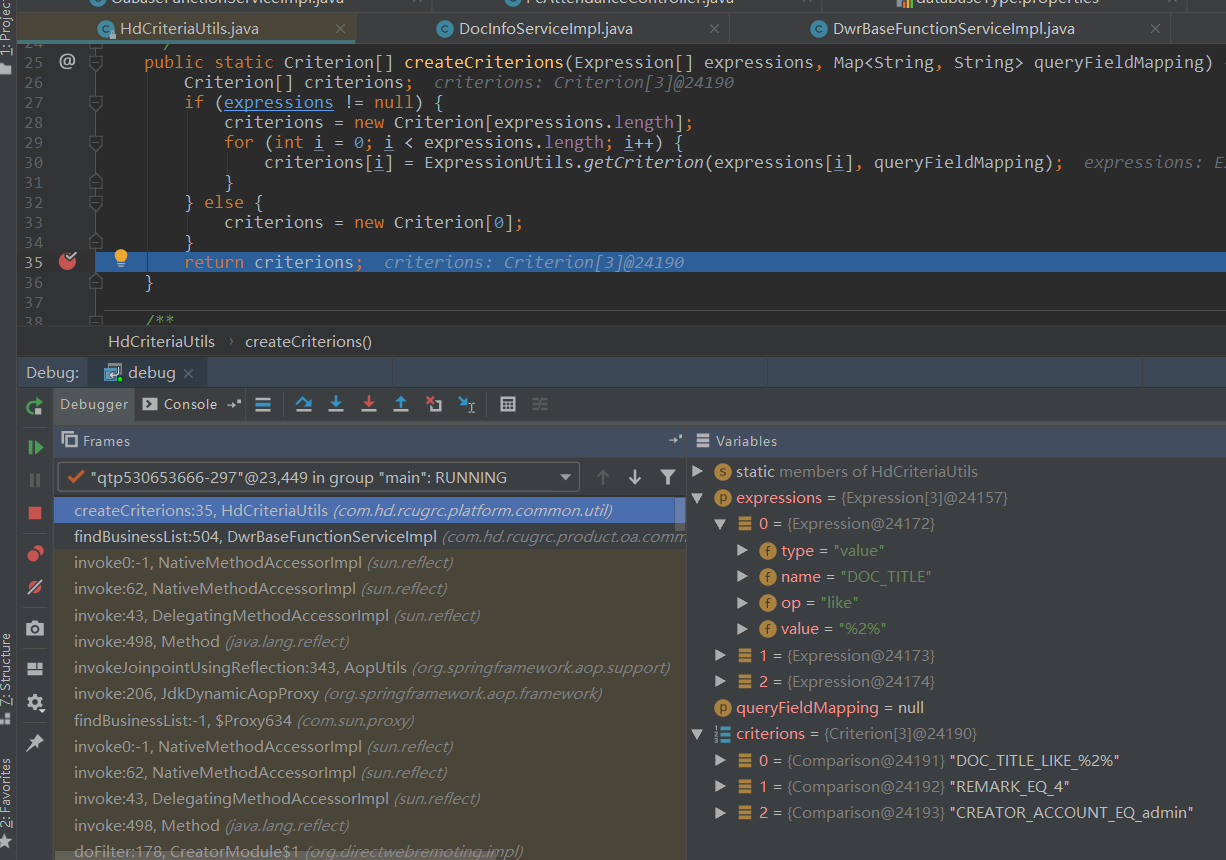 HdCriteriaUtils.java
DocInfoServiceImpl.java
DwrBaseFunctionServiceImpl.java
25 @ public static Criterion[] createCriterions(Expression[] expressions, Map<String, String> queryFieldMapping)
26 Criterion[] criterions; criterions: Criterion[3]@24190
27 if (expressions != null) {
28 criterions = new Criterion[expressions.length];
29 for (int i = 0; i < expressions.length; i++) {
30 criterions[i] = ExpressionUtils.getCriterion(expressions[i], queryFieldMapping); expressions:
31 }
32 } else {
33 criterions = new Criterion[0];
34 }
35 return criterions; criterions: Criterion[3]@24190
36 }
37
38 /**
HdCriteriaUtils › createCriterions()
Debug: debug
Debugger Console
Frames
"qtp530653666-297"@23,449 in group "main": RUNNING
createCriterions:35, HdCriteriaUtils (com.hd.rcugrc.platform.common.util)
findBusinessList:504, DwrBaseFunctionServiceImpl (com.hd.rcugrc.product.oa.comm
invoke0:-1, NativeMethodAccessorImpl (sun.reflect)
invoke:62, NativeMethodAccessorImpl (sun.reflect)
invoke:43, DelegatingMethodAccessorImpl (sun.reflect)
invoke:498, Method (java.lang.reflect)
invokeJoinpointUsingReflection:343, AopUtils (org.springframework.aop.support)
invoke:206, JdkDynamicAopProxy (org.springframework.aop.framework)
findBusinessList:-1, $Proxy634 (com.sun.proxy)
invoke0:-1, NativeMethodAccessorImpl (sun.reflect)
invoke:62, NativeMethodAccessorImpl (sun.reflect)
invoke:43, DelegatingMethodAccessorImpl (sun.reflect)
invoke:498, Method (java.lang.reflect)
doFilter:178, CreatorModule$1 (org.directwebremoting.impl)
Variables
static members of HdCriteriaUtils
expressions = {Expression[3]@24157}
0 = {Expression@24172}
type = "value"
name = "DOC_TITLE"
op = "like"
value = "%2%"
1 = {Expression@24173}
2 = {Expression@24174}
queryFieldMapping = null
criterions = {Criterion[3]@24190}
0 = {Comparison@24191} "DOC_TITLE_LIKE_%2%"
1 = {Comparison@24192} "REMARK_EQ_4"
2 = {Comparison@24193} "CREATOR_ACCOUNT_EQ_admin"
1: Project
Z: Structure
2: Favorites